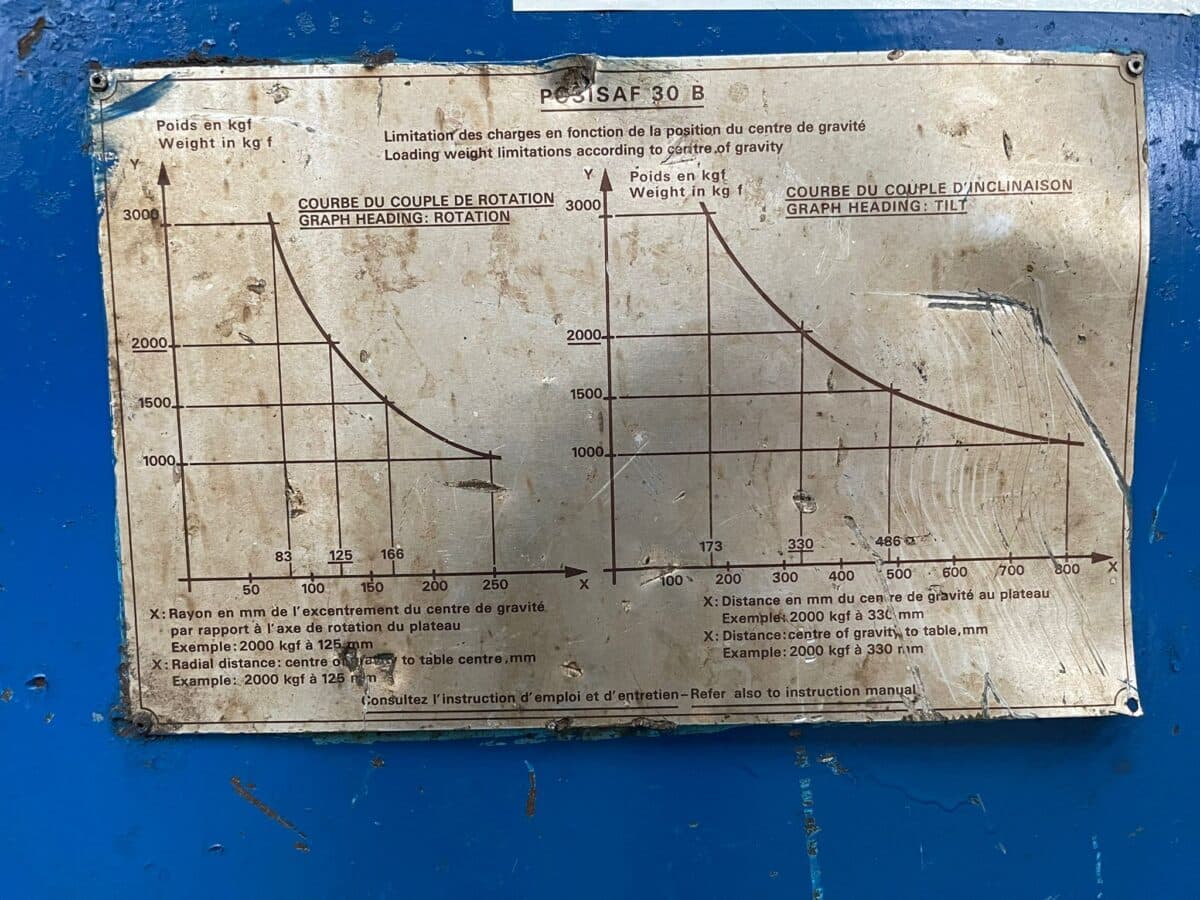 POSISAF 30 B
Limitation des charges en fonction de la position du centre de gravité
Loading weight limitations according to centre of gravity
Poids en kgf
Weight in kg f
Y
COURBE DU COUPLE DE ROTATION
GRAPH HEADING: ROTATION
3000
2000
1500
1000
83 125 166
50 100 150 200 250 X
X: Rayon en mm de l'excentrement du centre de gravité
par rapport à l'axe de rotation du plateau
Exemple: 2000 kgf à 125 mm
X: Radial distance: centre of gravity to table centre, mm
Example: 2000 kgf à 125 mm
Y
Poids en kgf
Weight in kg f
COURBE DU COUPLE D'INCLINAISON
GRAPH HEADING: TILT
3000
2000
1500
1000
173 330 486
100 200 300 400 500 600 700 800 X
X: Distance en mm du centre de gravité au plateau
Exemple: 2000 kgf à 330 mm
X: Distance: centre of gravity to table, mm
Example: 2000 kgf à 330 mm
Consultez l'instruction d'emploi et d'entretien – Refer also to instruction manual